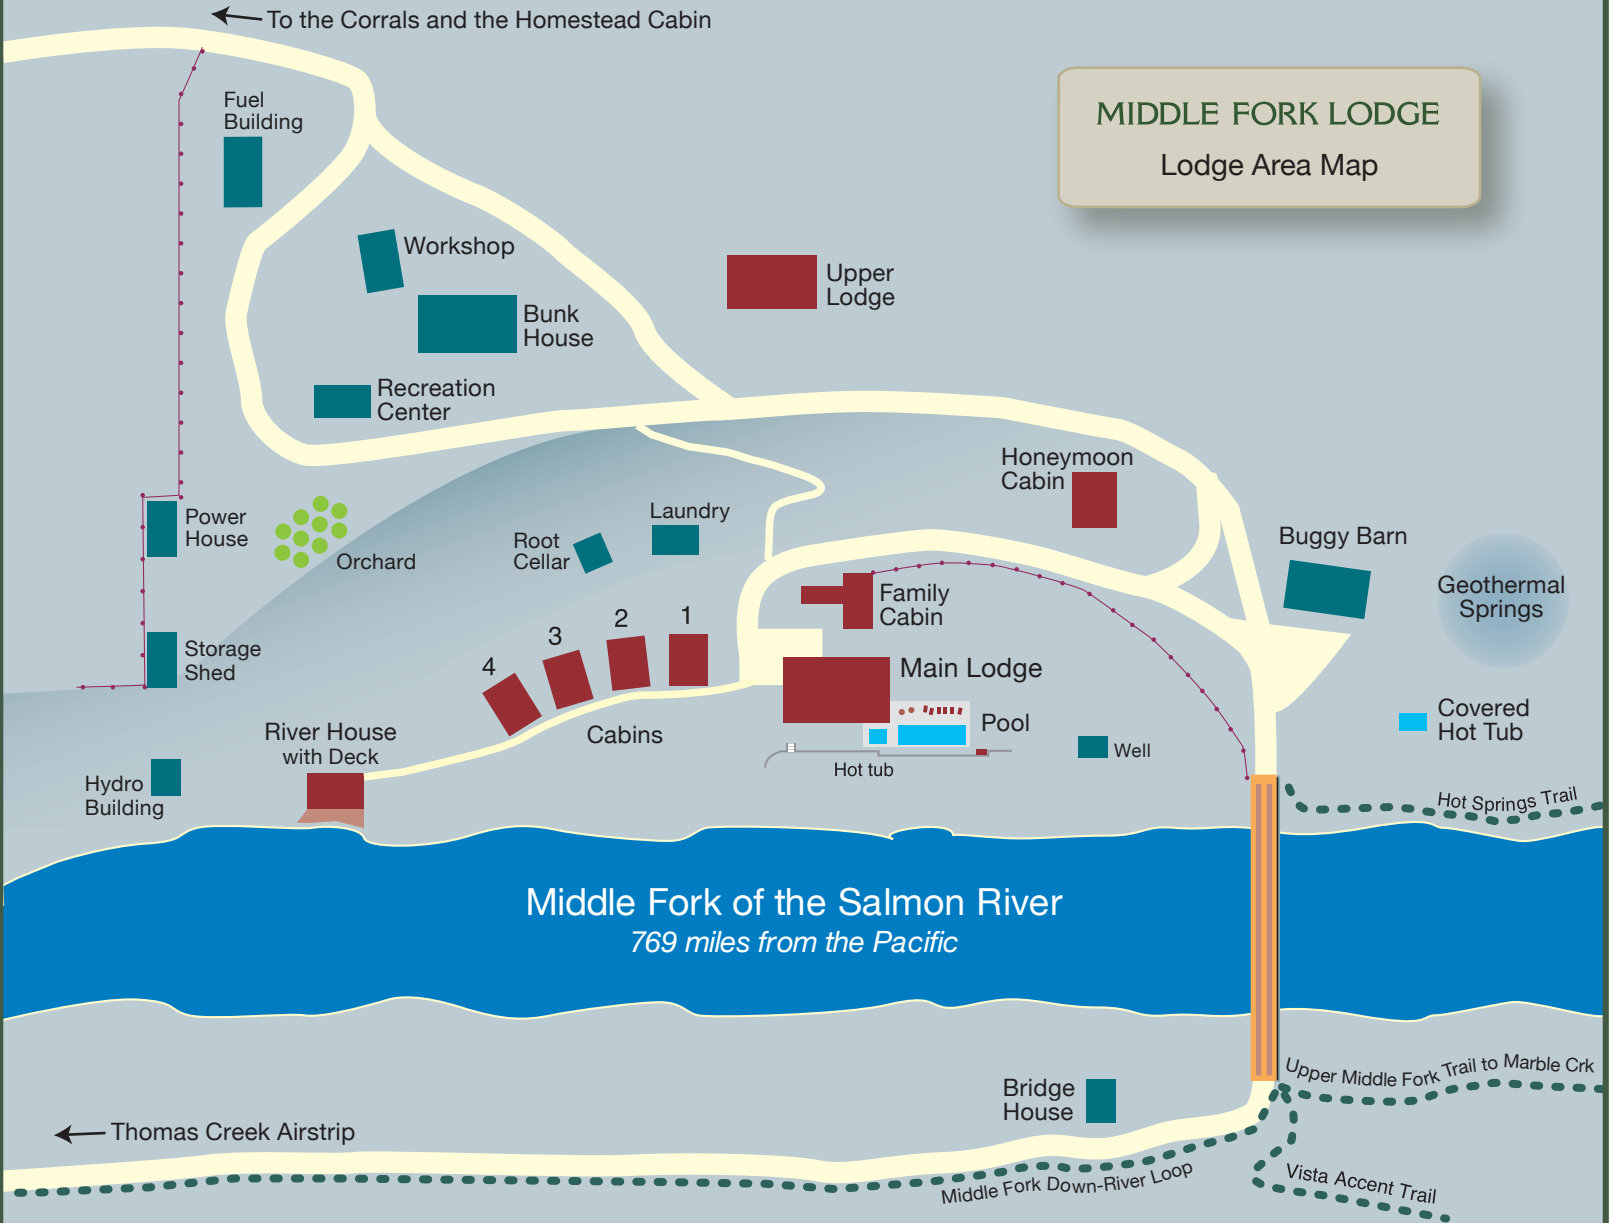 To the Corrals and the Homestead Cabin
MIDDLE FORK LODGE
Lodge Area Map
Fuel
Building
Workshop
Upper
Lodge
Bunk
House
Recreation
Center
Honeymoon
Cabin
Power
House
Orchard
Root
Cellar
Laundry
Buggy Barn
Geothermal
Springs
Family
Cabin
1
2
3
4
Storage
Shed
Main Lodge
Covered
Hot Tub
River House
with Deck
Cabins
Pool
Well
Hot tub
Hydro
Building
Hot Springs Trail
Middle Fork of the Salmon River
769 miles from the Pacific
Upper Middle Fork Trail to Marble Crk
Bridge
House
Thomas Creek Airstrip
Middle Fork Down-River Loop
Vista Accent Trail